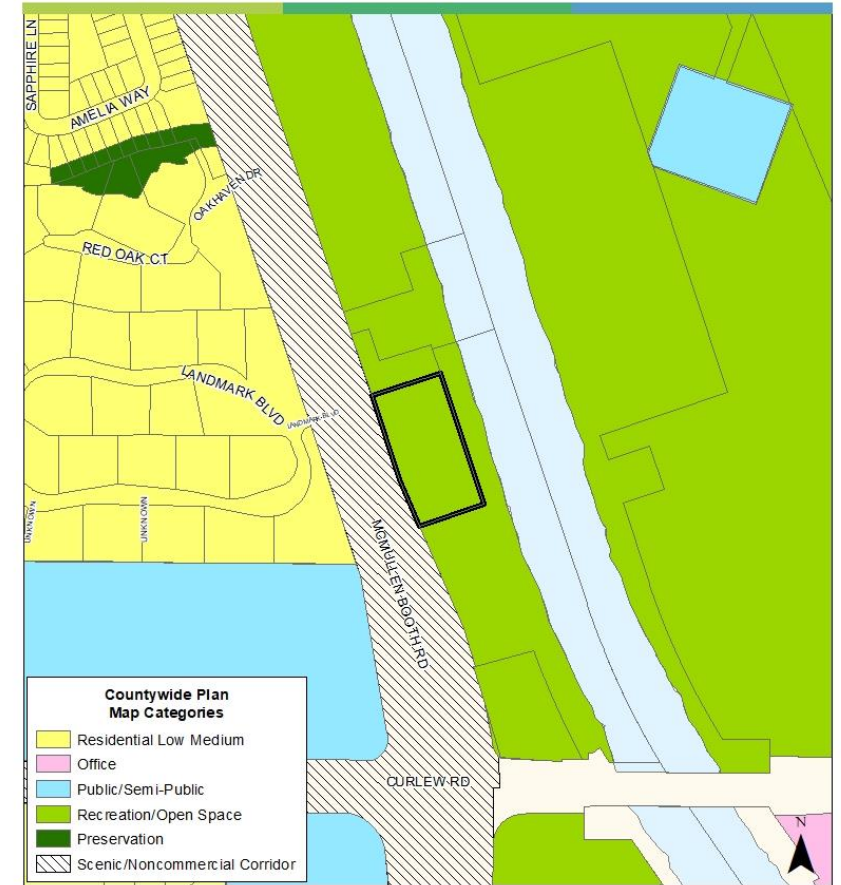 SAPPHIRE LN
AMELIA WAY
OAKHAVEN DR
RED OAK CT
LANDMARK BLVD
LANDMARK BLVD
UNKNOWN
UNKNOWN
MCMULLEN BOOTH RD
CURLEW RD
Countywide Plan
Map Categories
Residential Low Medium
Office
Public/Semi-Public
Recreation/Open Space
Preservation
Scenic/Noncommercial Corridor
N